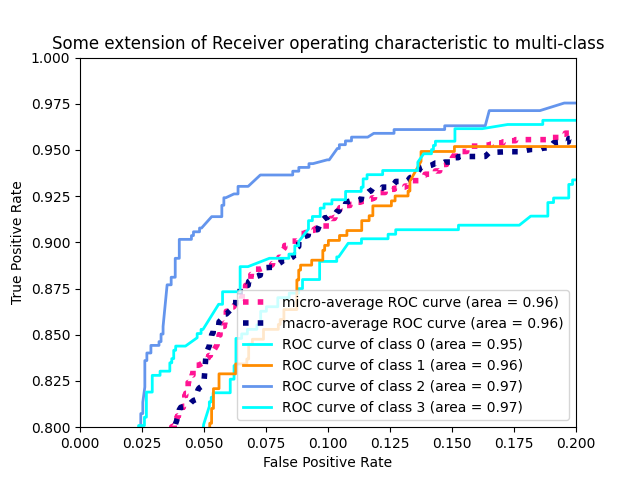 Some extension of Receiver operating characteristic to multi-class
1.000
0.975
0.950
0.925
0.900
0.875
0.850
0.825
0.800
True Positive Rate
micro-average ROC curve (area = 0.96)
macro-average ROC curve (area = 0.96)
ROC curve of class 0 (area = 0.95)
ROC curve of class 1 (area = 0.96)
ROC curve of class 2 (area = 0.97)
ROC curve of class 3 (area = 0.97)
0.000 0.025 0.050 0.075 0.100 0.125 0.150 0.175 0.200
False Positive Rate